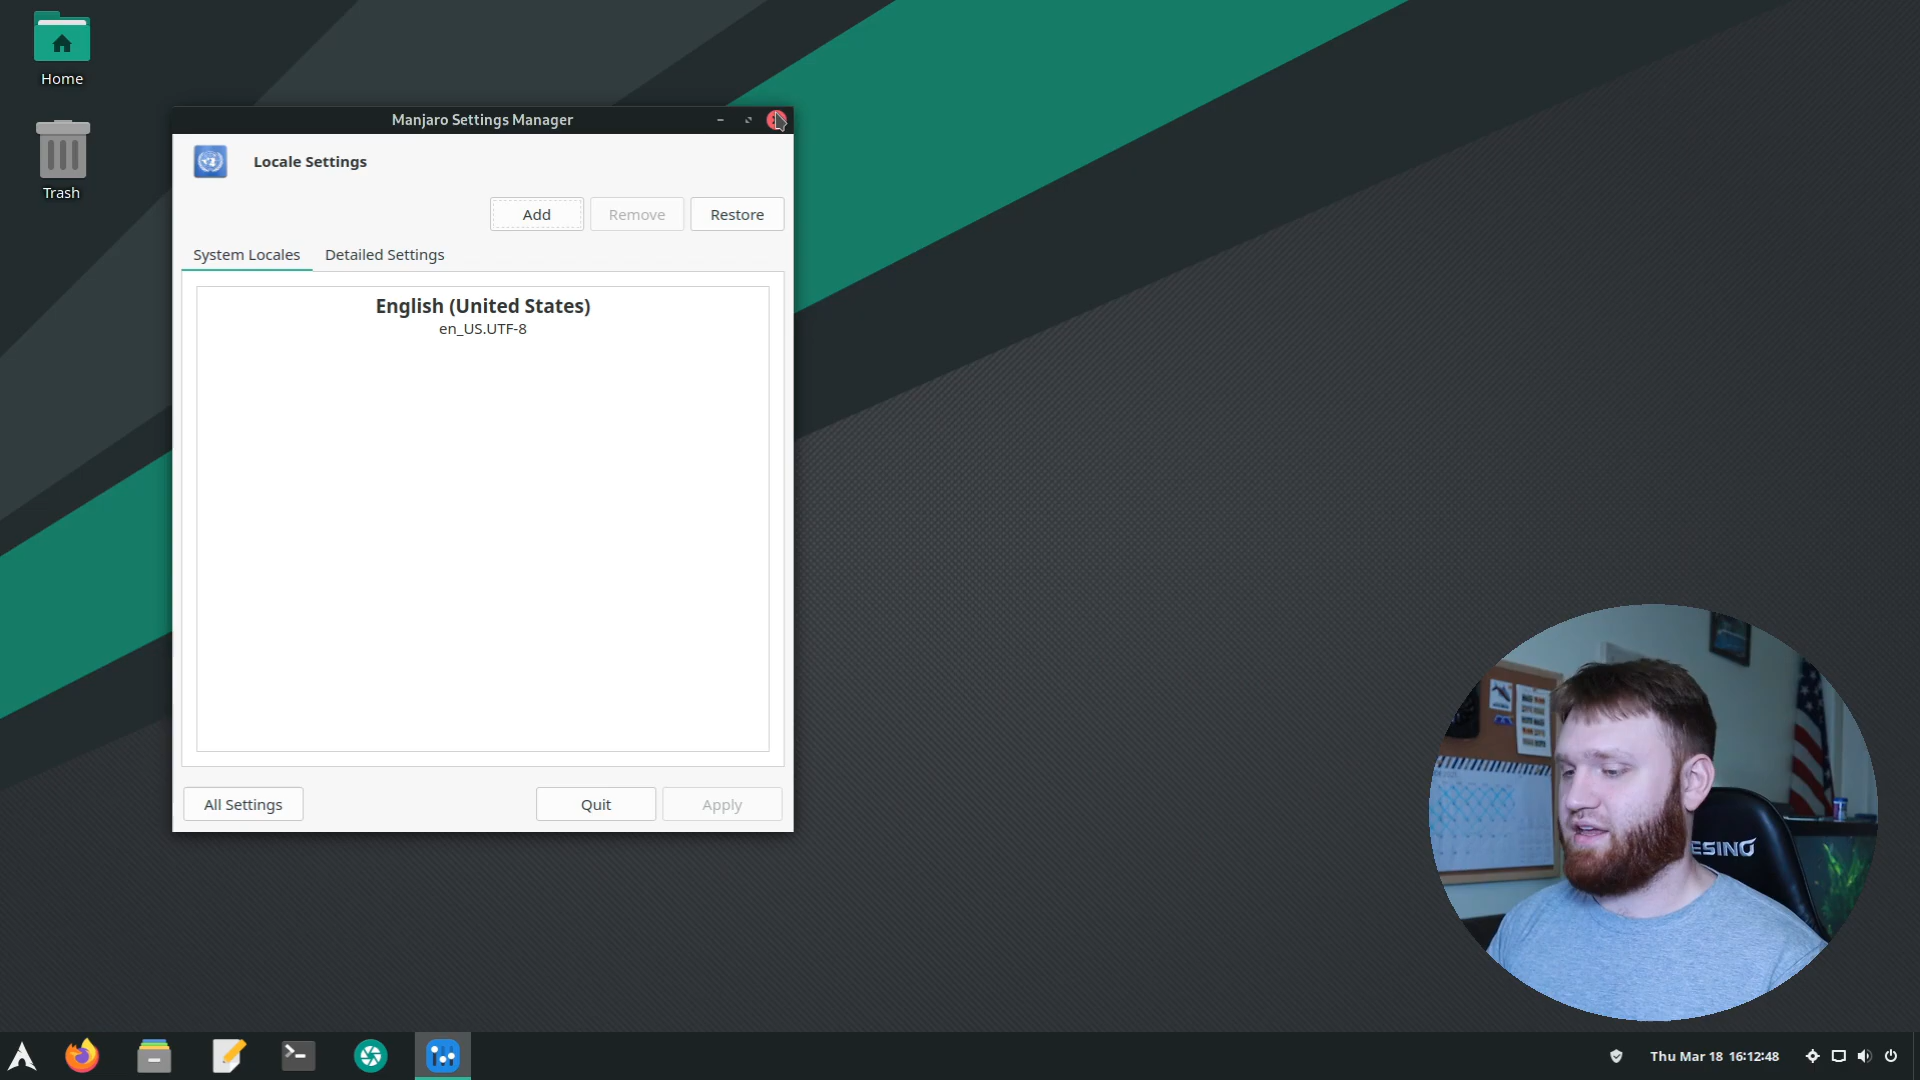 Home
Trash
Manjaro Settings Manager
Locale Settings
Add
Remove
Restore
System Locales
Detailed Settings
English (United States)
en_US.UTF-8
All Settings
Quit
Apply
ESINO
Thu Mar 18 16:12:48